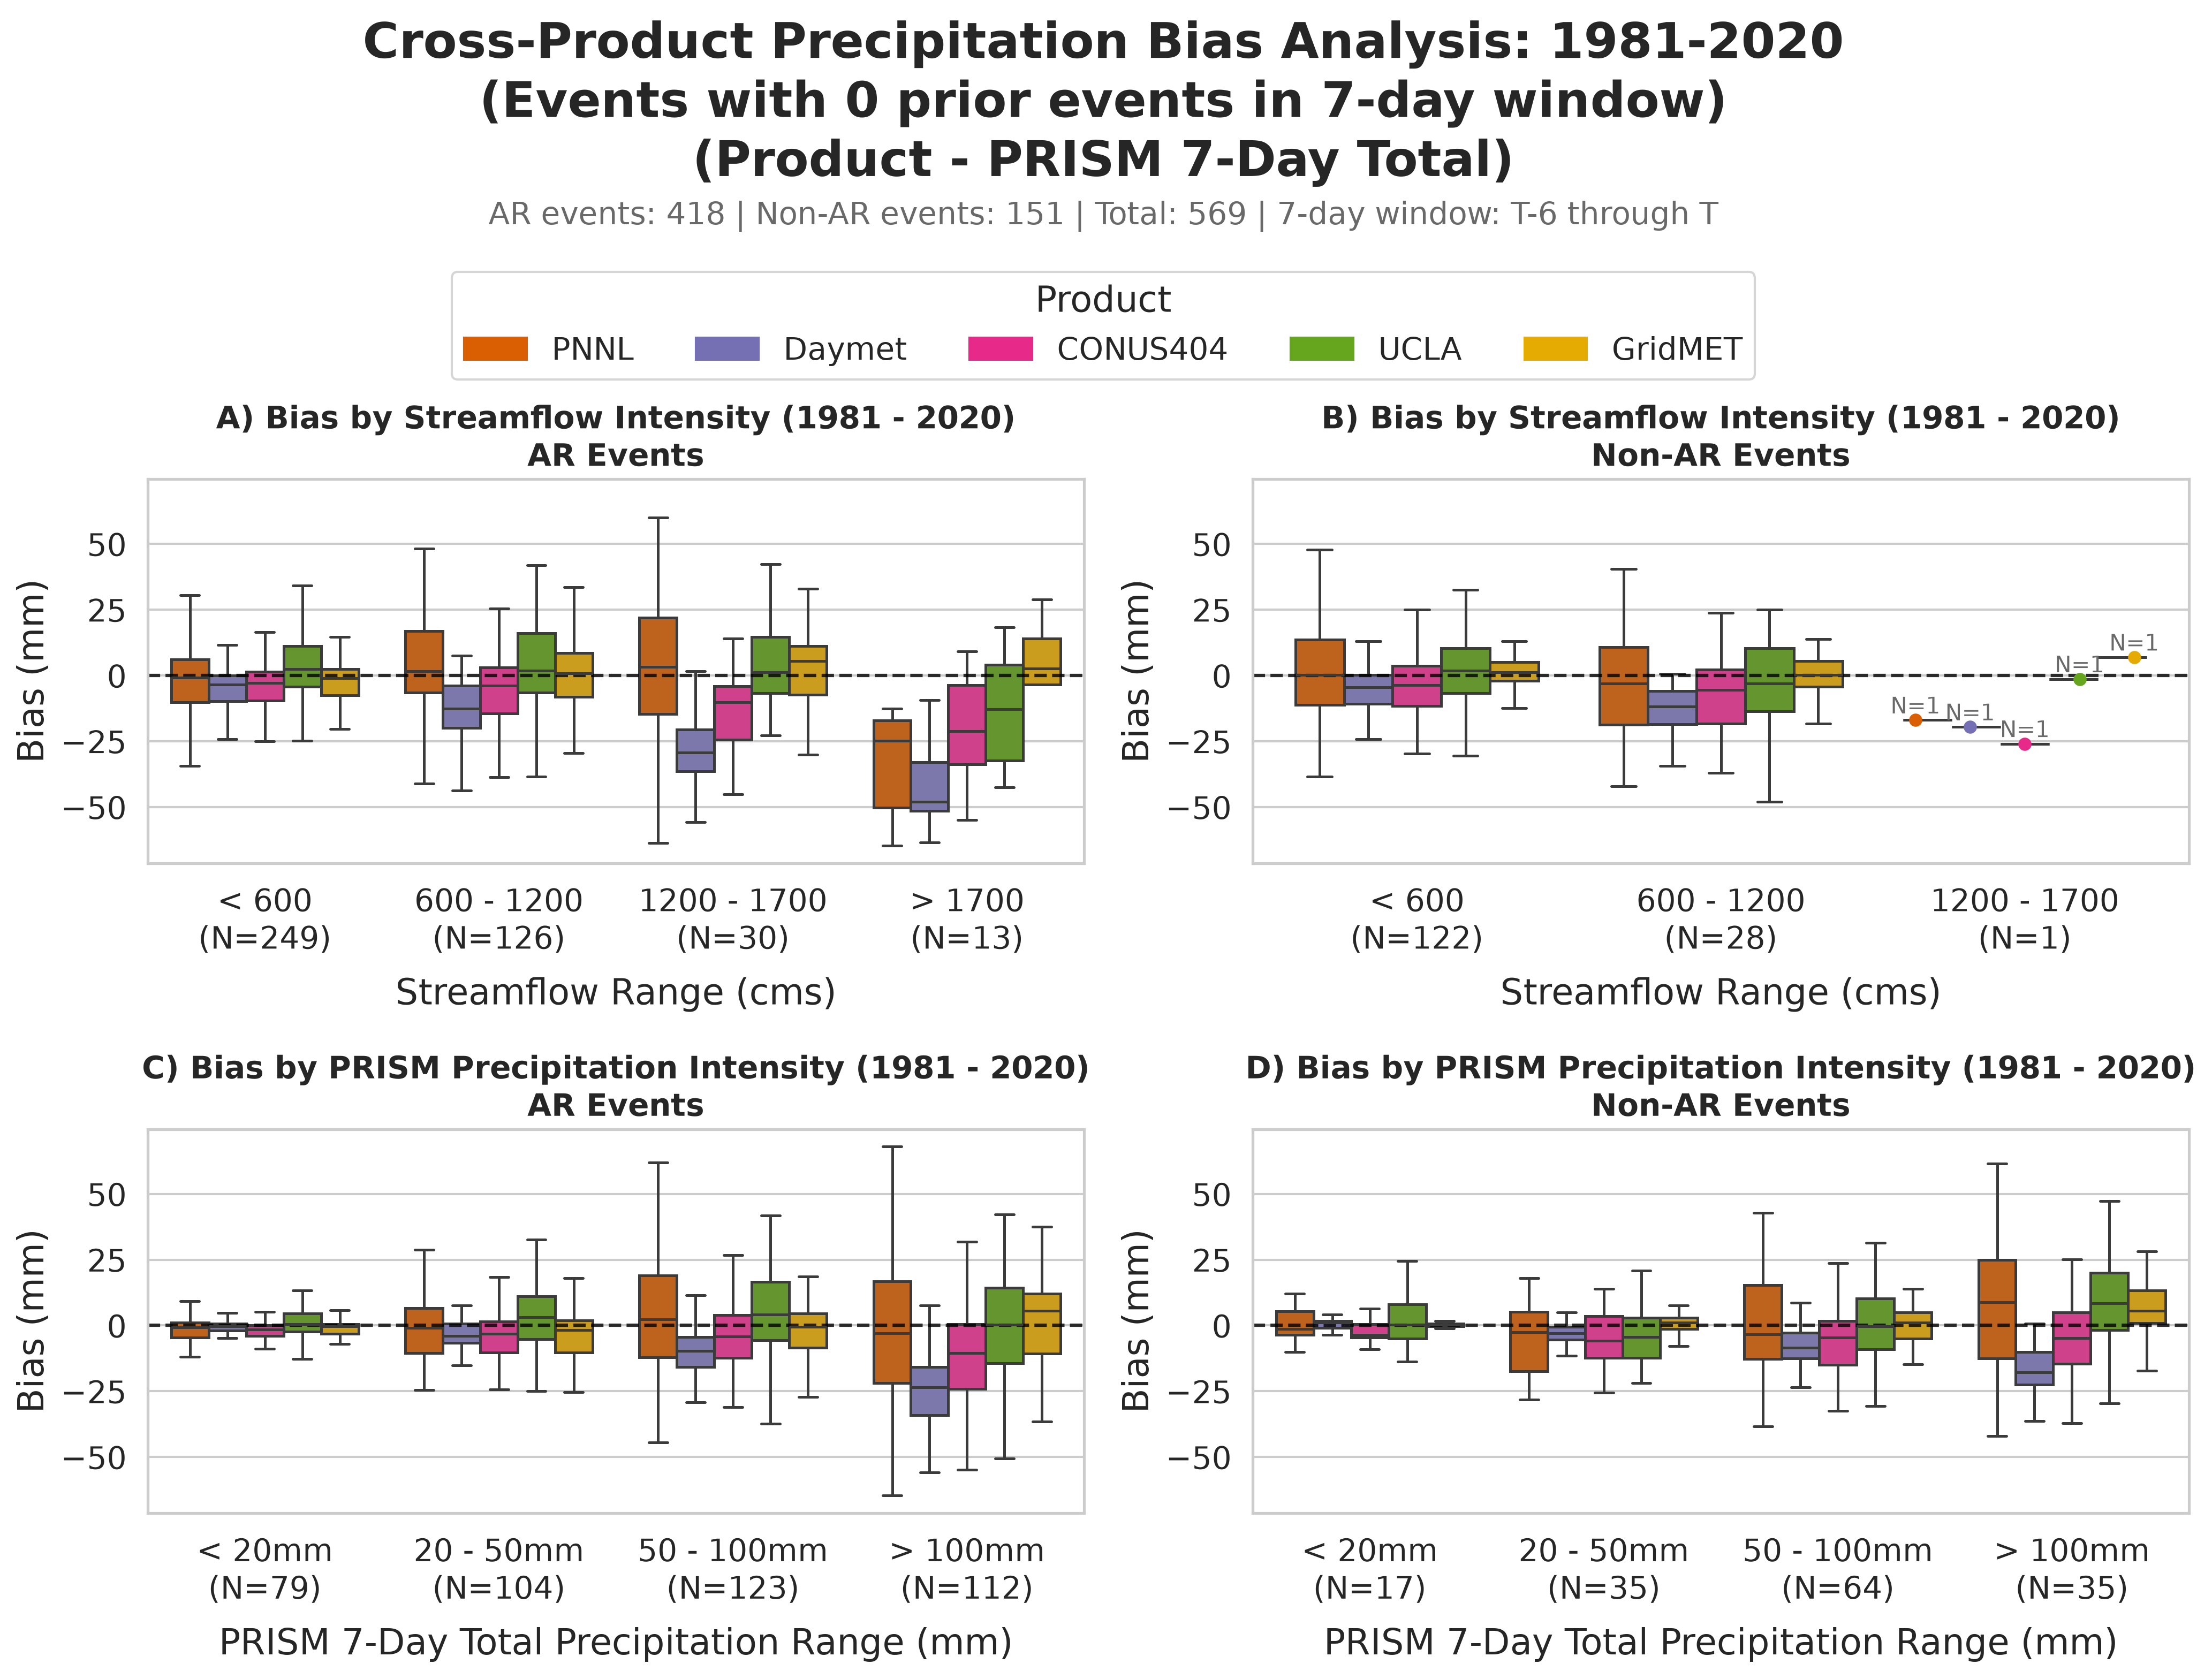 Cross-Product Precipitation Bias Analysis: 1981-2020
(Events with 0 prior events in 7-day window)
(Product - PRISM 7-Day Total)
AR events: 418 | Non-AR events: 151 | Total: 569 | 7-day window: T-6 through T
Product
PNNL Daymet CONUS404 UCLA GridMET
A) Bias by Streamflow Intensity (1981 - 2020)
AR Events
Bias (mm)
50
25
0
−25
−50
< 600 600 - 1200 1200 - 1700 > 1700
(N=249) (N=126) (N=30) (N=13)
Streamflow Range (cms)
B) Bias by Streamflow Intensity (1981 - 2020)
Non-AR Events
Bias (mm)
50
25
0
−25
−50
N=1
N=1
N=1
N=1
N=1
< 600 600 - 1200 1200 - 1700
(N=122) (N=28) (N=1)
Streamflow Range (cms)
C) Bias by PRISM Precipitation Intensity (1981 - 2020)
AR Events
Bias (mm)
50
25
0
−25
−50
< 20mm 20 - 50mm 50 - 100mm > 100mm
(N=79) (N=104) (N=123) (N=112)
PRISM 7-Day Total Precipitation Range (mm)
D) Bias by PRISM Precipitation Intensity (1981 - 2020)
Non-AR Events
Bias (mm)
50
25
0
−25
−50
< 20mm 20 - 50mm 50 - 100mm > 100mm
(N=17) (N=35) (N=64) (N=35)
PRISM 7-Day Total Precipitation Range (mm)